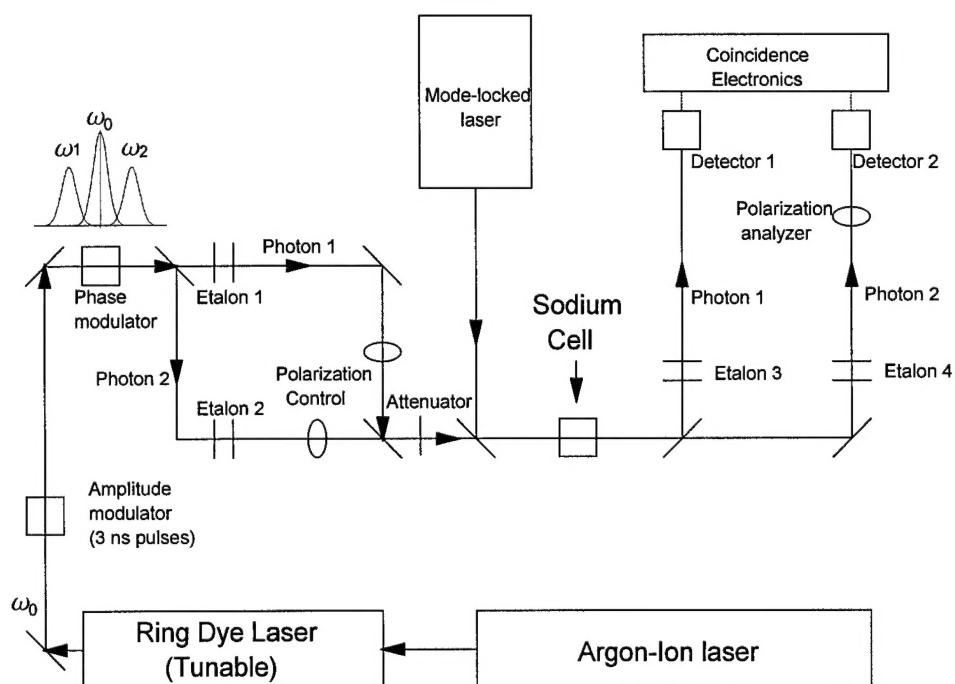 Coincidence
Electronics
Mode-locked
laser
ω0
ω1
ω2
Detector 1
Detector 2
Polarization
analyzer
Photon 1
Phase
modulator
Etalon 1
Sodium
Cell
Photon 1
Photon 2
Photon 2
Polarization
Control
Etalon 3
Etalon 4
Etalon 2
Attenuator
Amplitude
modulator
(3 ns pulses)
ω0
Ring Dye Laser
(Tunable)
Argon-Ion laser